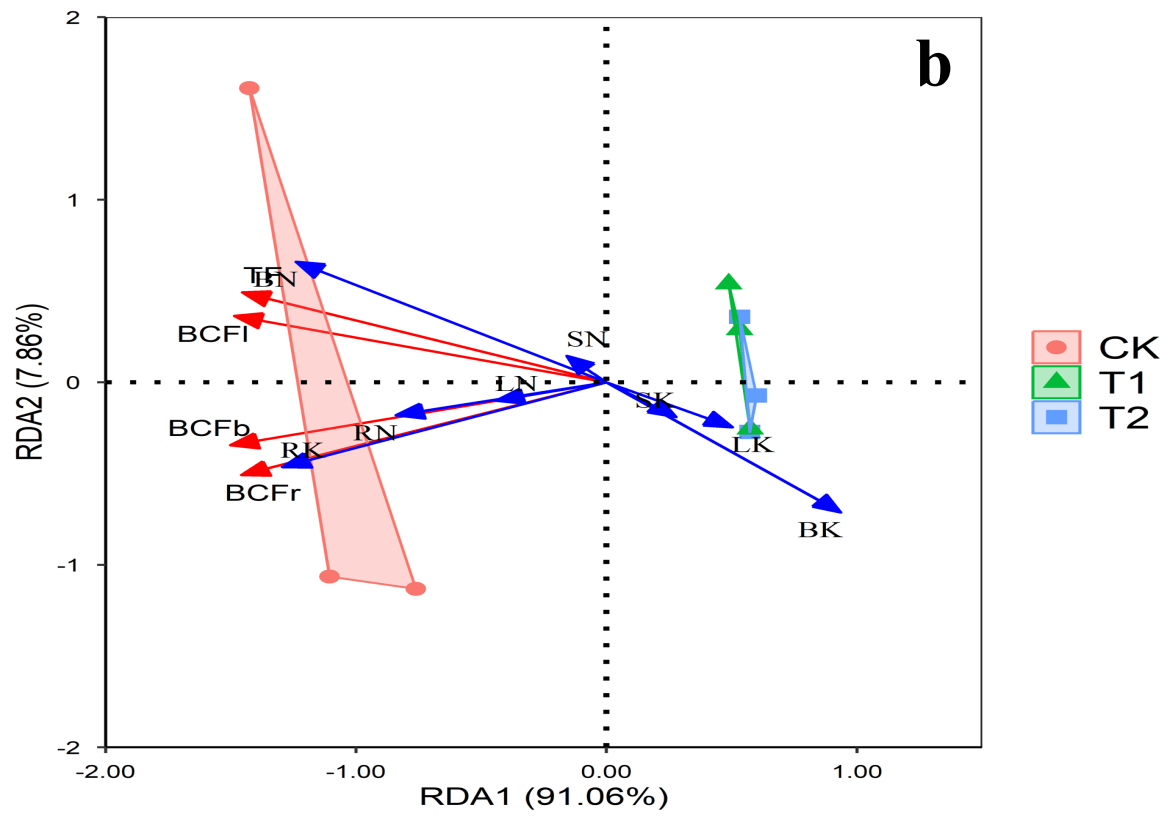 b
2
1
0
-1
-2
RDA2 (7.86%)
TF
BN
BCFl
SN
LN
SK
BCFb
RN
RK
LK
BCFr
BK
-2.00
-1.00
0.00
1.00
RDA1 (91.06%)
CK
T1
T2